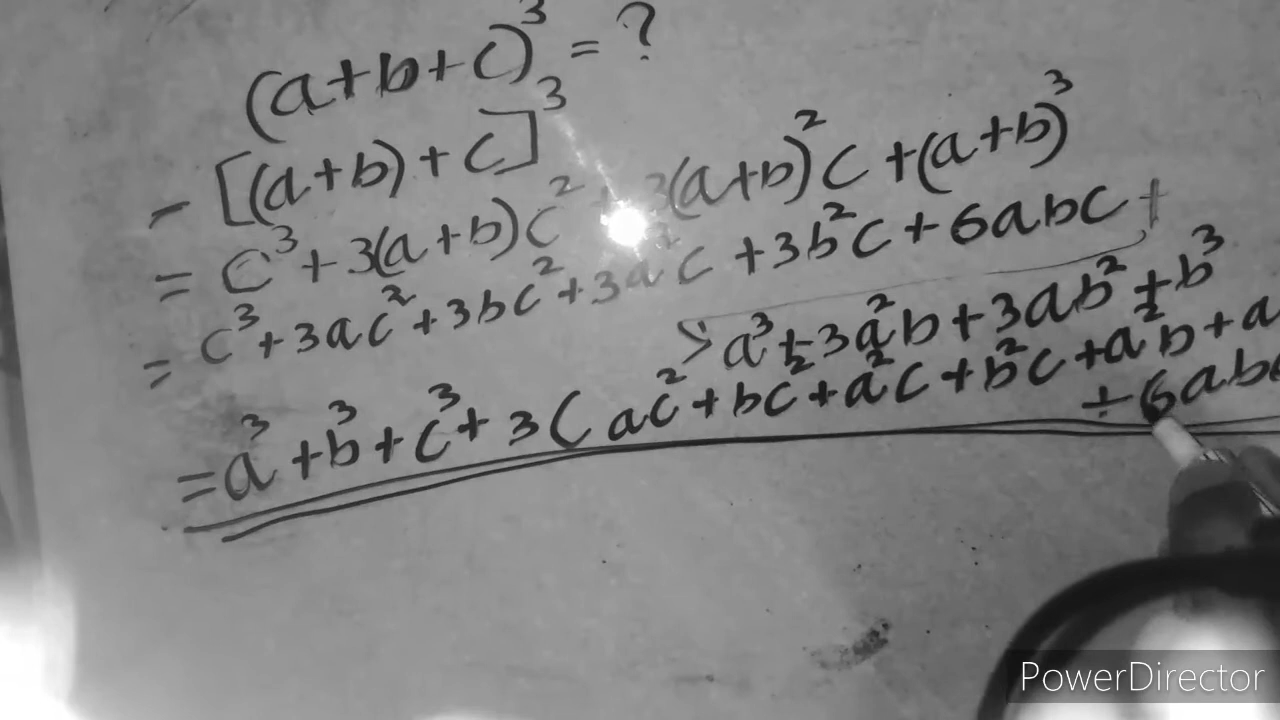 (a+b+c)³ = ?
- [(a+b)+c]³
= c³+3(a+b)c²+3(a+b)²c+(a+b)³
= c³+3ac²+3bc²+3a²c+3b²c+6abc+
> a³+3a²b+3ab²+b³
= a³+b³+c³+3(ac²+bc²+a²c+b²c+a²b+a
+6abc
PowerDirector